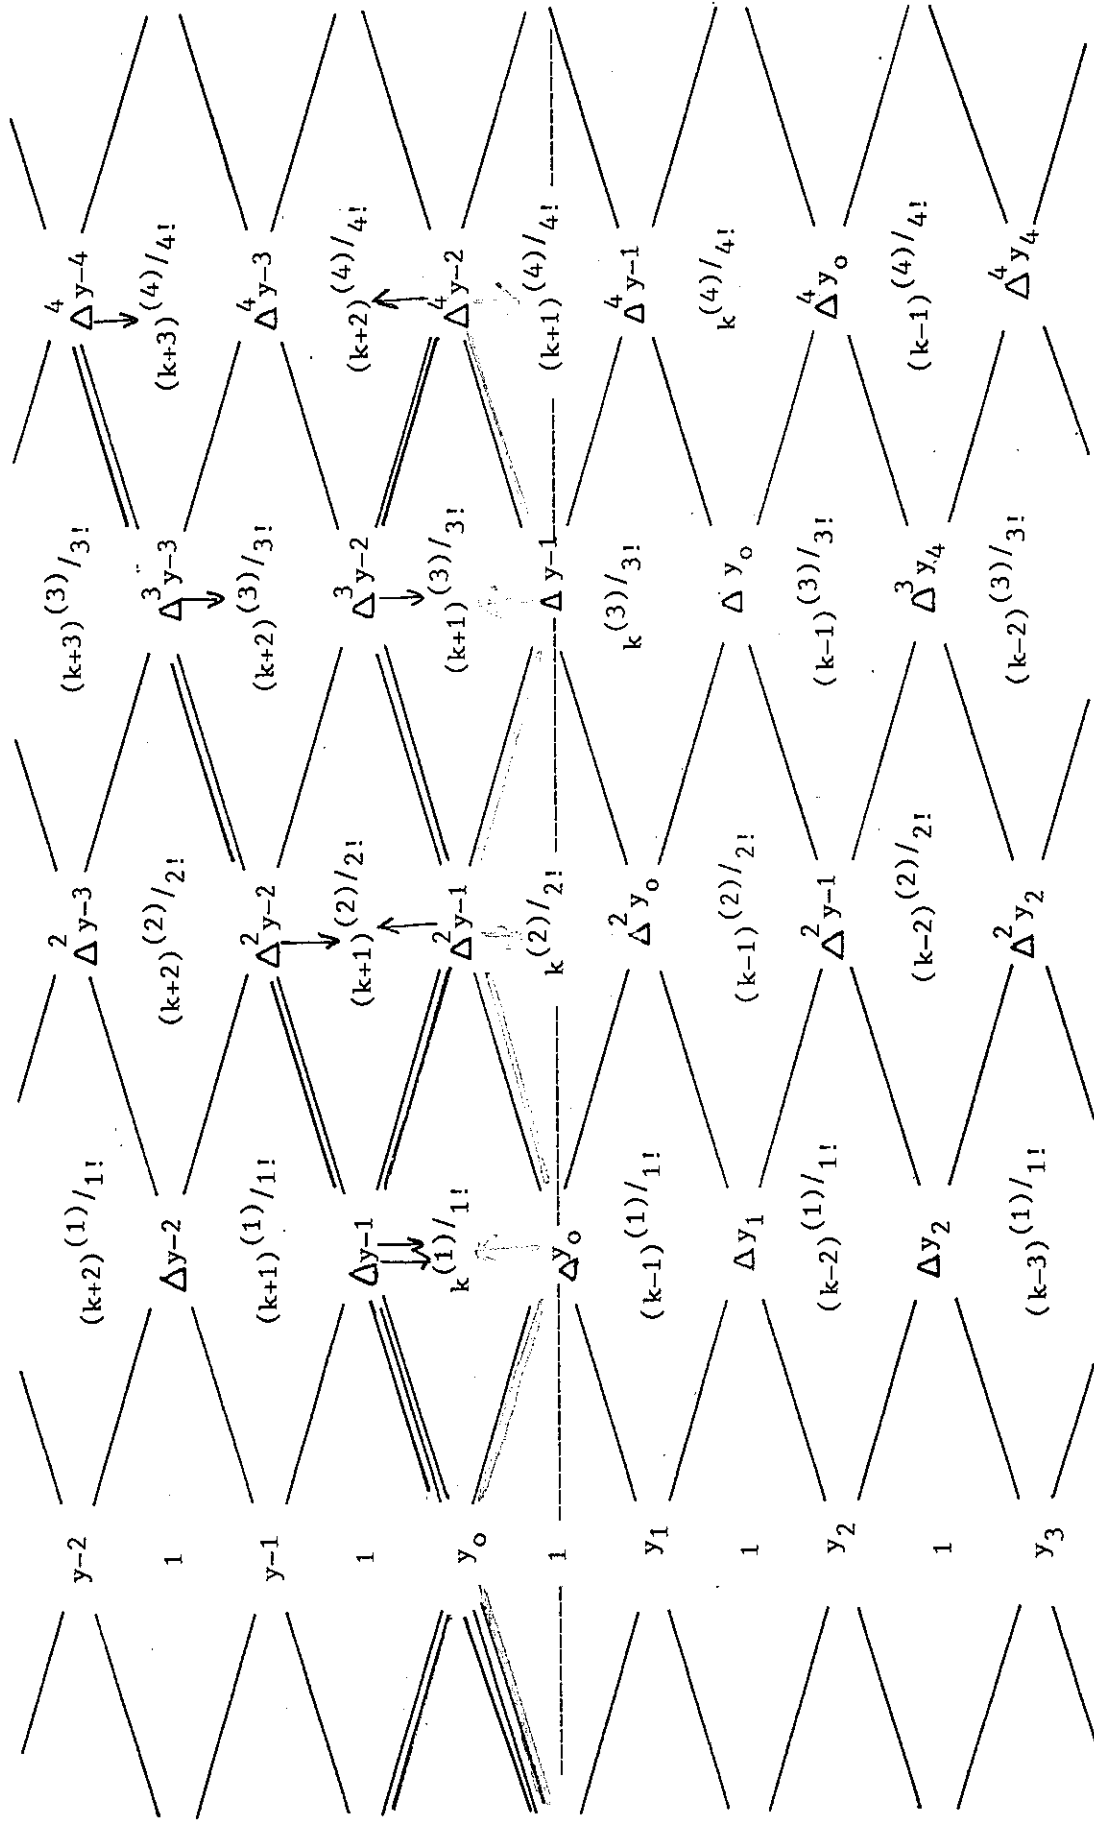 y−2 (k+2)⁽¹⁾/1! Δ²y−3 (k+3)⁽³⁾/3! Δ⁴y−4
1 Δy−2 (k+2)⁽²⁾/2! Δ³y−3 (k+3)⁽⁴⁾/4!
y−1 (k+1)⁽¹⁾/1! Δ²y−2 (k+2)⁽³⁾/3! Δ⁴y−3
1 Δy−1 (k+1)⁽²⁾/2! Δ³y−2 (k+2)⁽⁴⁾/4!
y₀ k⁽¹⁾/1! Δ²y−1 (k+1)⁽³⁾/3! Δ⁴y−2
1 Δy₀ k⁽²⁾/2! Δy−1 (k+1)⁽⁴⁾/4!
y₁ (k−1)⁽¹⁾/1! Δ²y₀ k⁽³⁾/3! Δ⁴y−1
1 Δy₁ (k−1)⁽²⁾/2! Δy₀ k⁽⁴⁾/4!
y₂ (k−2)⁽¹⁾/1! Δ²y−1 (k−1)⁽³⁾/3! Δ⁴y₀
1 Δy₂ (k−2)⁽²⁾/2! Δ³y₄ (k−1)⁽⁴⁾/4!
y₃ (k−3)⁽¹⁾/1! Δ²y₂ (k−2)⁽³⁾/3! Δ⁴y₄